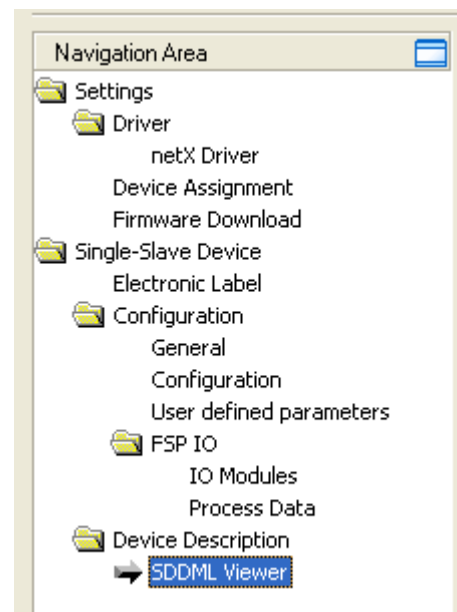 Navigation Area
Settings
Driver
netX Driver
Device Assignment
Firmware Download
Single-Slave Device
Electronic Label
Configuration
General
Configuration
User defined parameters
FSP IO
IO Modules
Process Data
Device Description
SDDML Viewer